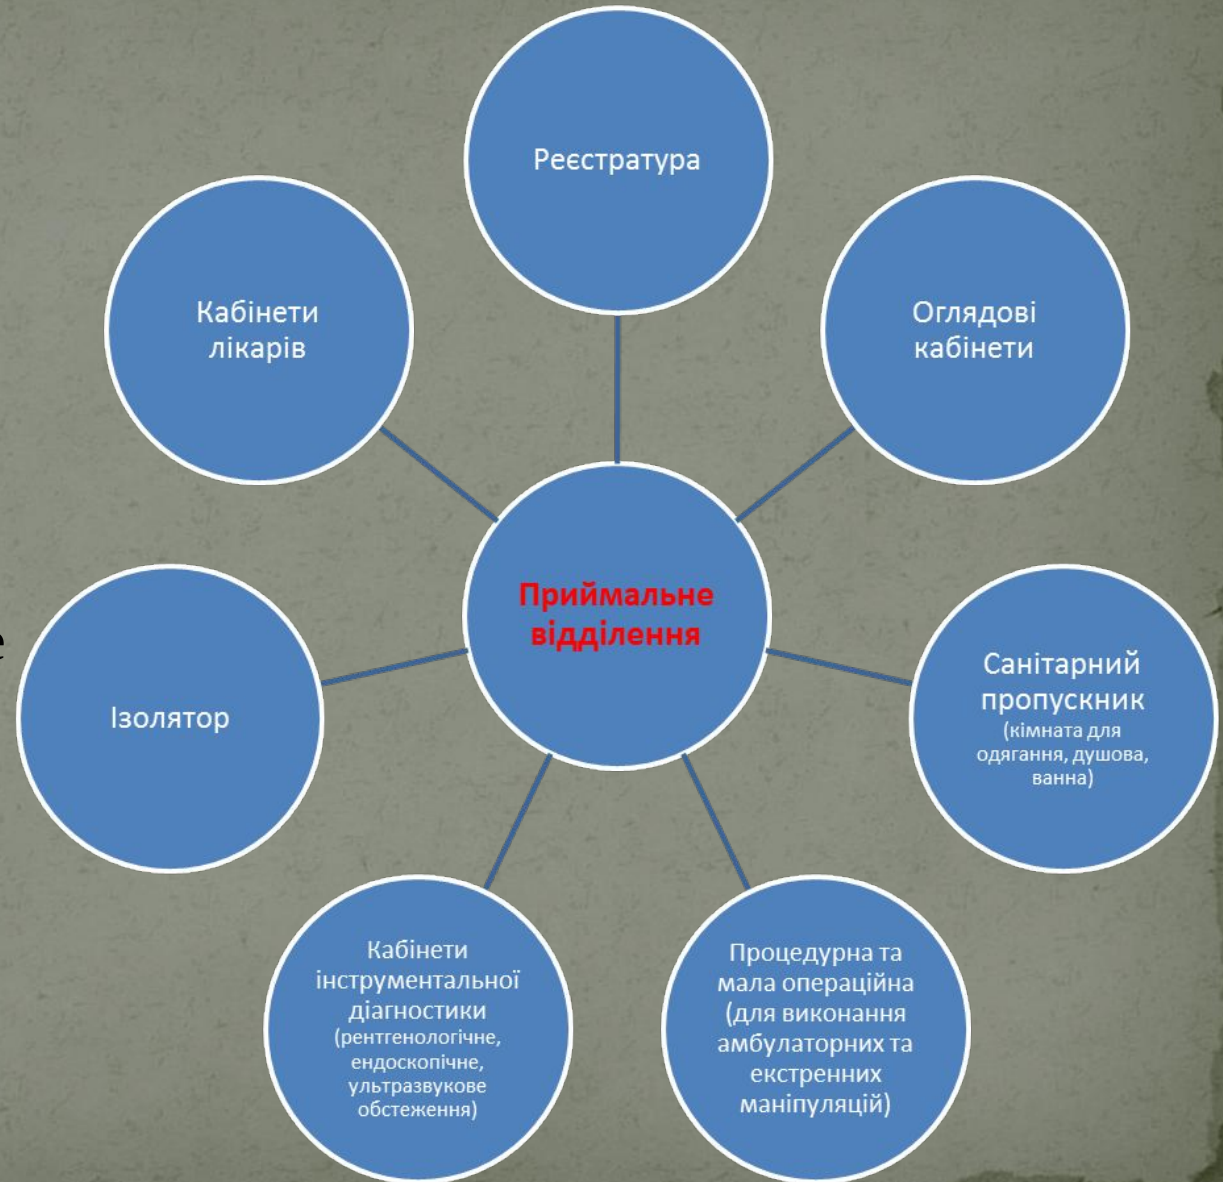 Реєстратура
Кабінети
лікарів
Оглядові
кабінети
Приймальне
відділення
Ізолятор
Санітарний
пропускник
(кімната для
одягання, душова,
ванна)
Кабінети
інструментальної
діагностики
(рентгенологічне,
ендоскопічне,
ультразвукове
обстеження)
Процедурна та
мала операційна
(для виконання
амбулаторних та
екстренних
маніпуляцій)